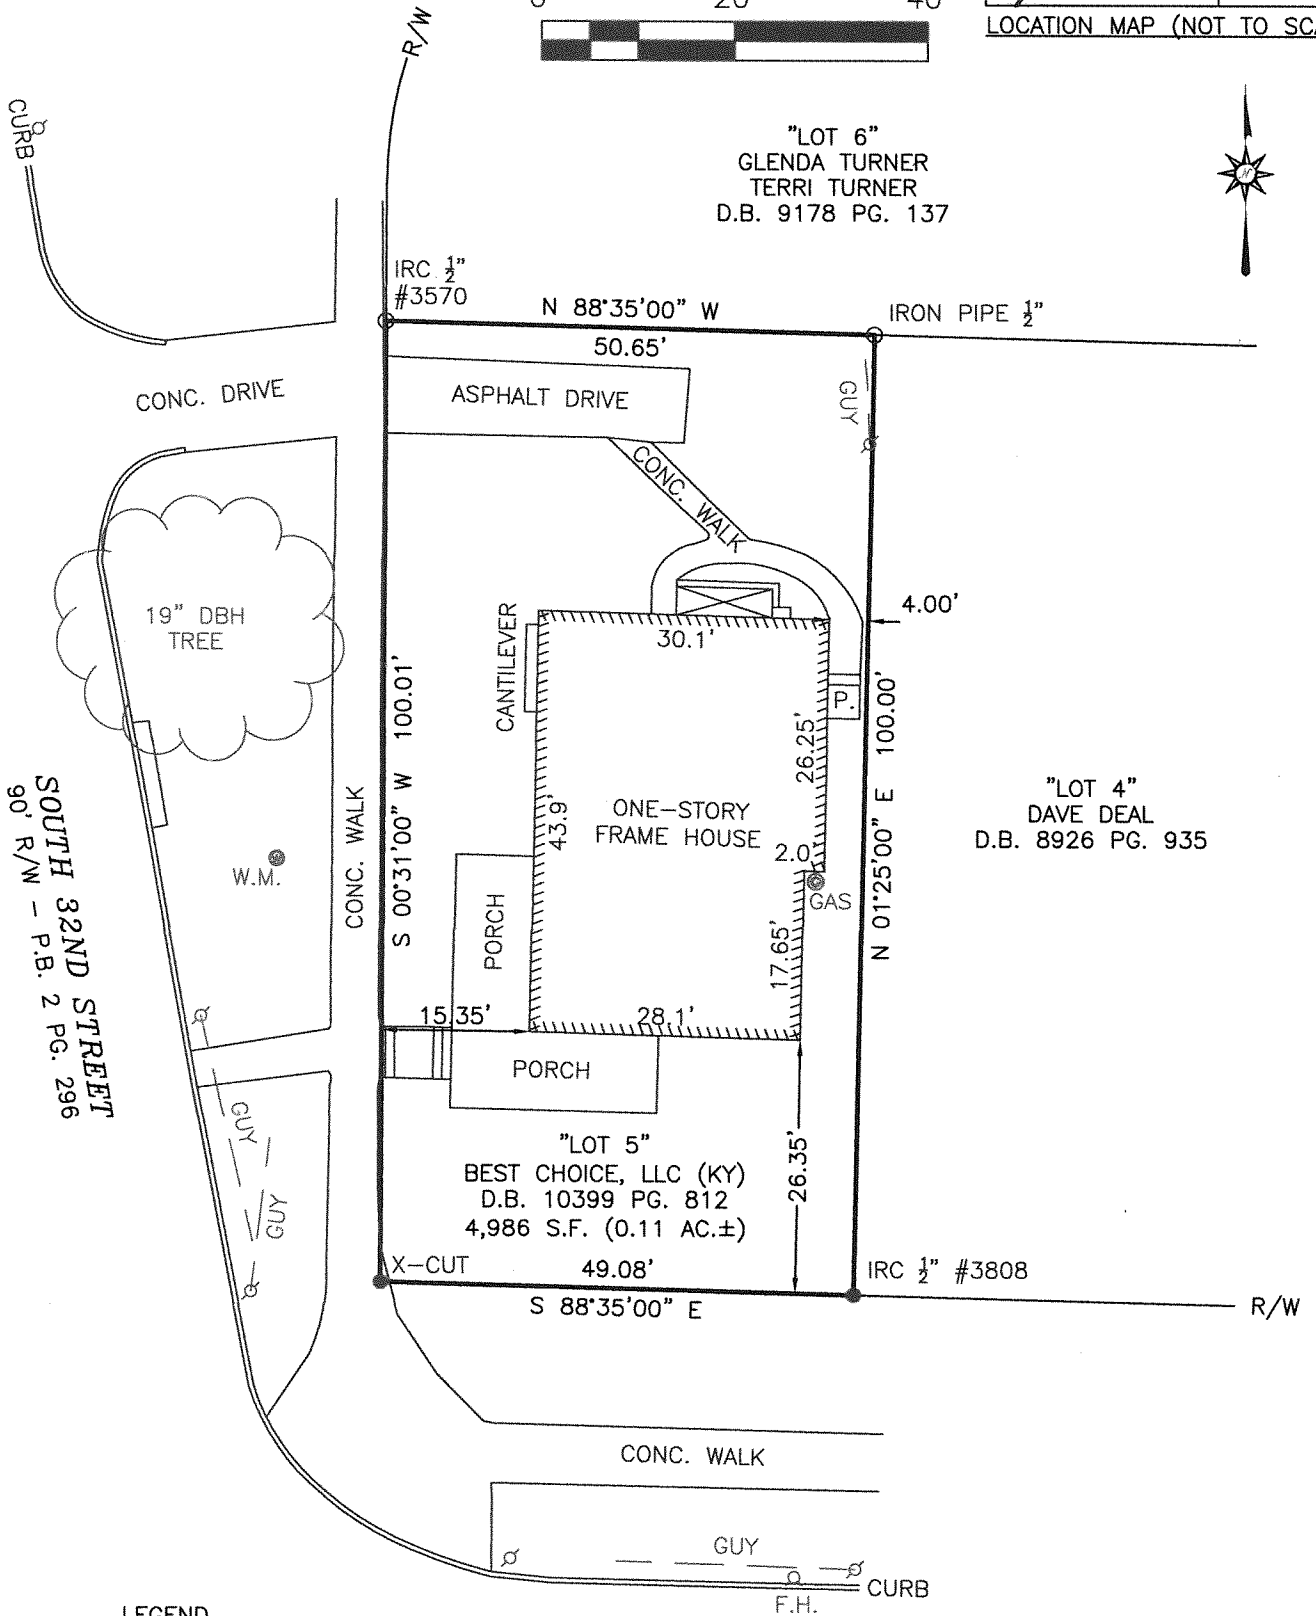 0 20 40
LOCATION MAP (NOT TO SC
R/W
CURB
"LOT 6"
GLENDA TURNER
TERRI TURNER
D.B. 9178 PG. 137
N
IRC ½"
#3570
N 88°35'00" W
50.65'
IRON PIPE ½"
CONC. DRIVE
ASPHALT DRIVE
GUY
CONC. WALK
19" DBH
TREE
CANTILEVER
30.1'
4.00'
P.
S 00°31'00" W 100.01'
43.9'
26.25'
N 01°25'00" E 100.00'
ONE-STORY
FRAME HOUSE
2.0'
GAS
"LOT 4"
DAVE DEAL
D.B. 8926 PG. 935
SOUTH 32ND STREET
90' R/W - P.B. 2 PG. 296
W.M.
CONC. WALK
PORCH
17.65'
15.35'
28.1'
PORCH
GUY
GUY
"LOT 5"
BEST CHOICE, LLC (KY)
D.B. 10399 PG. 812
4,986 S.F. (0.11 AC.±)
26.35'
X-CUT
49.08'
IRC ½" #3808
S 88°35'00" E
R/W
CONC. WALK
GUY
CURB
F.H.
LEGEND